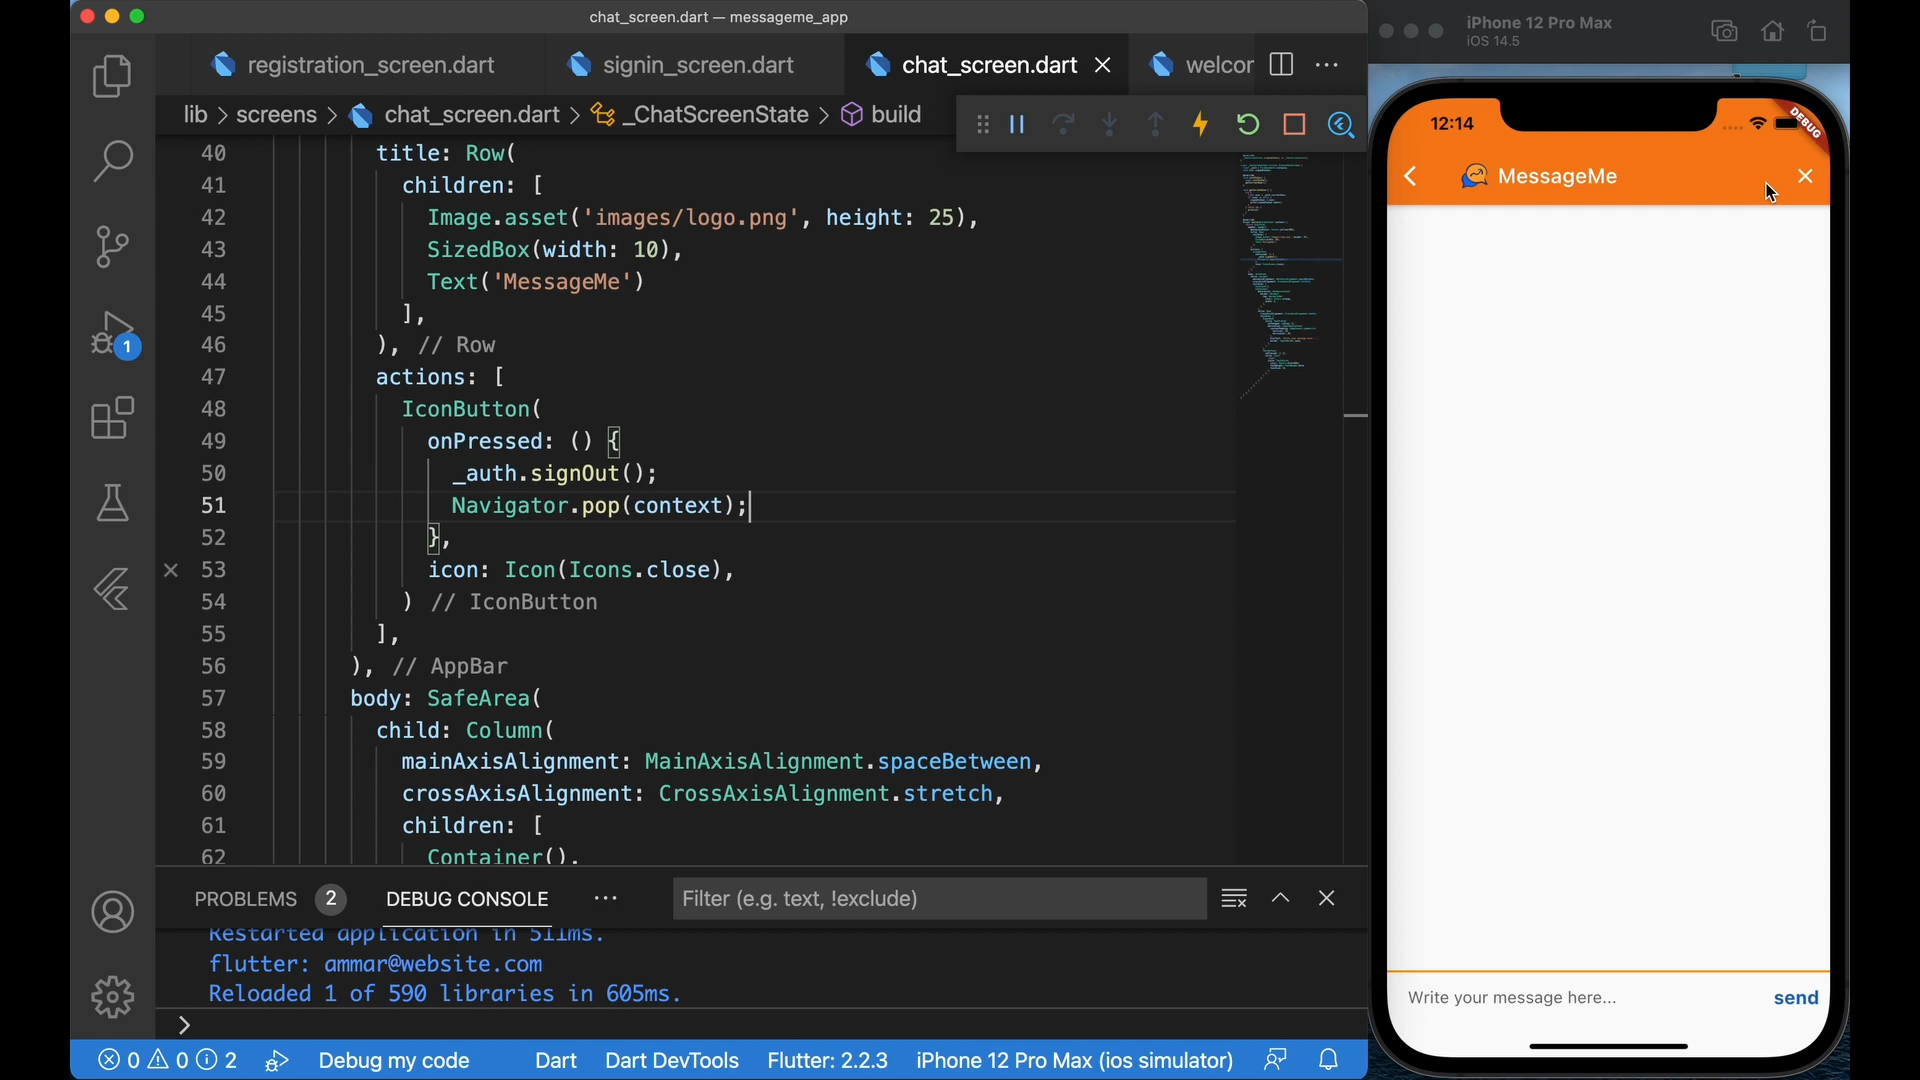 chat_screen.dart — messageme_app
registration_screen.dart
signin_screen.dart
chat_screen.dart
welcor
lib > screens > chat_screen.dart > _ChatScreenState > build
40 title: Row(
41 children: [
42 Image.asset('images/logo.png', height: 25),
43 SizedBox(width: 10),
44 Text('MessageMe')
45 ],
46 ), // Row
47 actions: [
48 IconButton(
49 onPressed: () {
50 _auth.signOut();
51 Navigator.pop(context);
52 },
53 icon: Icon(Icons.close),
54 ) // IconButton
55 ],
56 ), // AppBar
57 body: SafeArea(
58 child: Column(
59 mainAxisAlignment: MainAxisAlignment.spaceBetween,
60 crossAxisAlignment: CrossAxisAlignment.stretch,
61 children: [
62 Container(),
1
PROBLEMS 2 DEBUG CONSOLE ... Filter (e.g. text, !exclude)
Restarted application in 511ms.
flutter: ammar@website.com
Reloaded 1 of 590 libraries in 605ms.
>
0 0 2 Debug my code Dart Dart DevTools Flutter: 2.2.3 iPhone 12 Pro Max (ios simulator)
iPhone 12 Pro Max
iOS 14.5
12:14
DEBUG
MessageMe
Write your message here... send